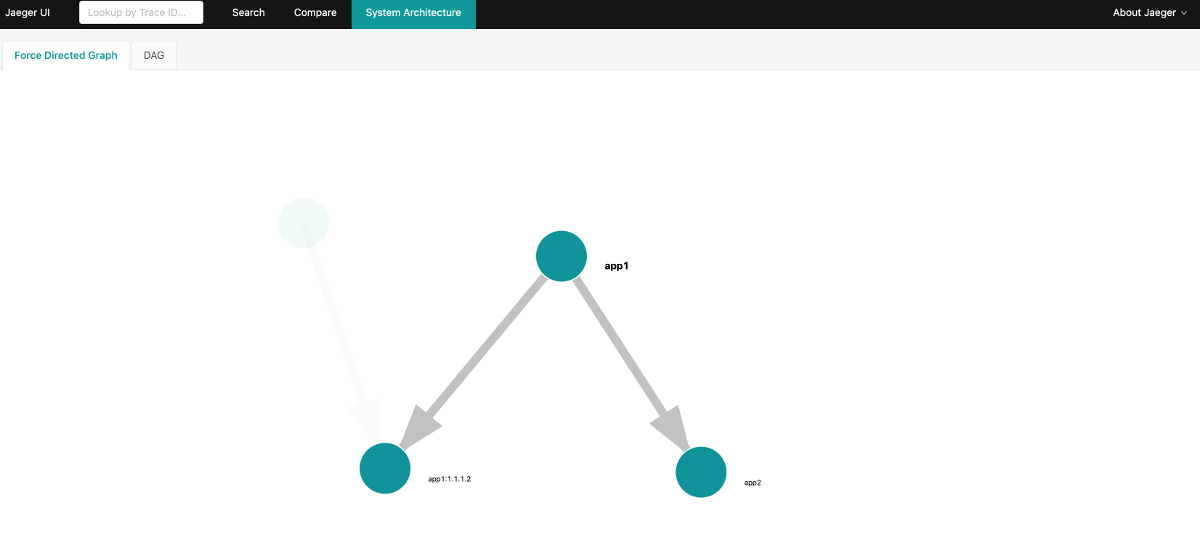 Jaeger UI
Lookup by Trace ID...
Search
Compare
System Architecture
About Jaeger
Force Directed Graph
DAG
app1
app1:1.1.1.2
app2